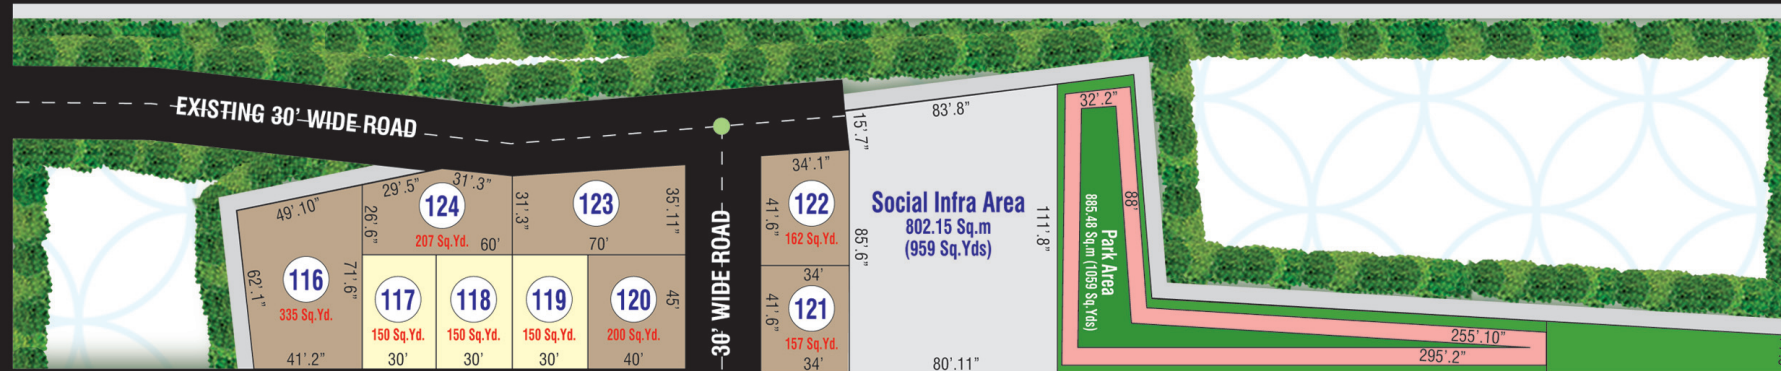 EXISTING 30' WIDE ROAD
49'.10"
62'.1"
71'.6"
116
335 Sq.Yd.
41'.2"
29'.5"
31'.3"
26'.6"
124
207 Sq.Yd.
60'
31'.3"
123
35'.11"
70'
117
150 Sq.Yd.
30'
118
150 Sq.Yd.
30'
119
150 Sq.Yd.
30'
120
200 Sq.Yd.
45'
40'
30' WIDE ROAD
34'.1"
41'.6"
122
162 Sq.Yd.
34'
41'.6"
121
157 Sq.Yd.
34'
15'.7"
85'.6"
83'.8"
Social Infra Area
802.15 Sq.m
(959 Sq.Yds)
111'.8"
80'.11"
32'.2"
88'
Park Area
885.48 Sq.m (1059 Sq.Yds)
255'.10"
295'.2"